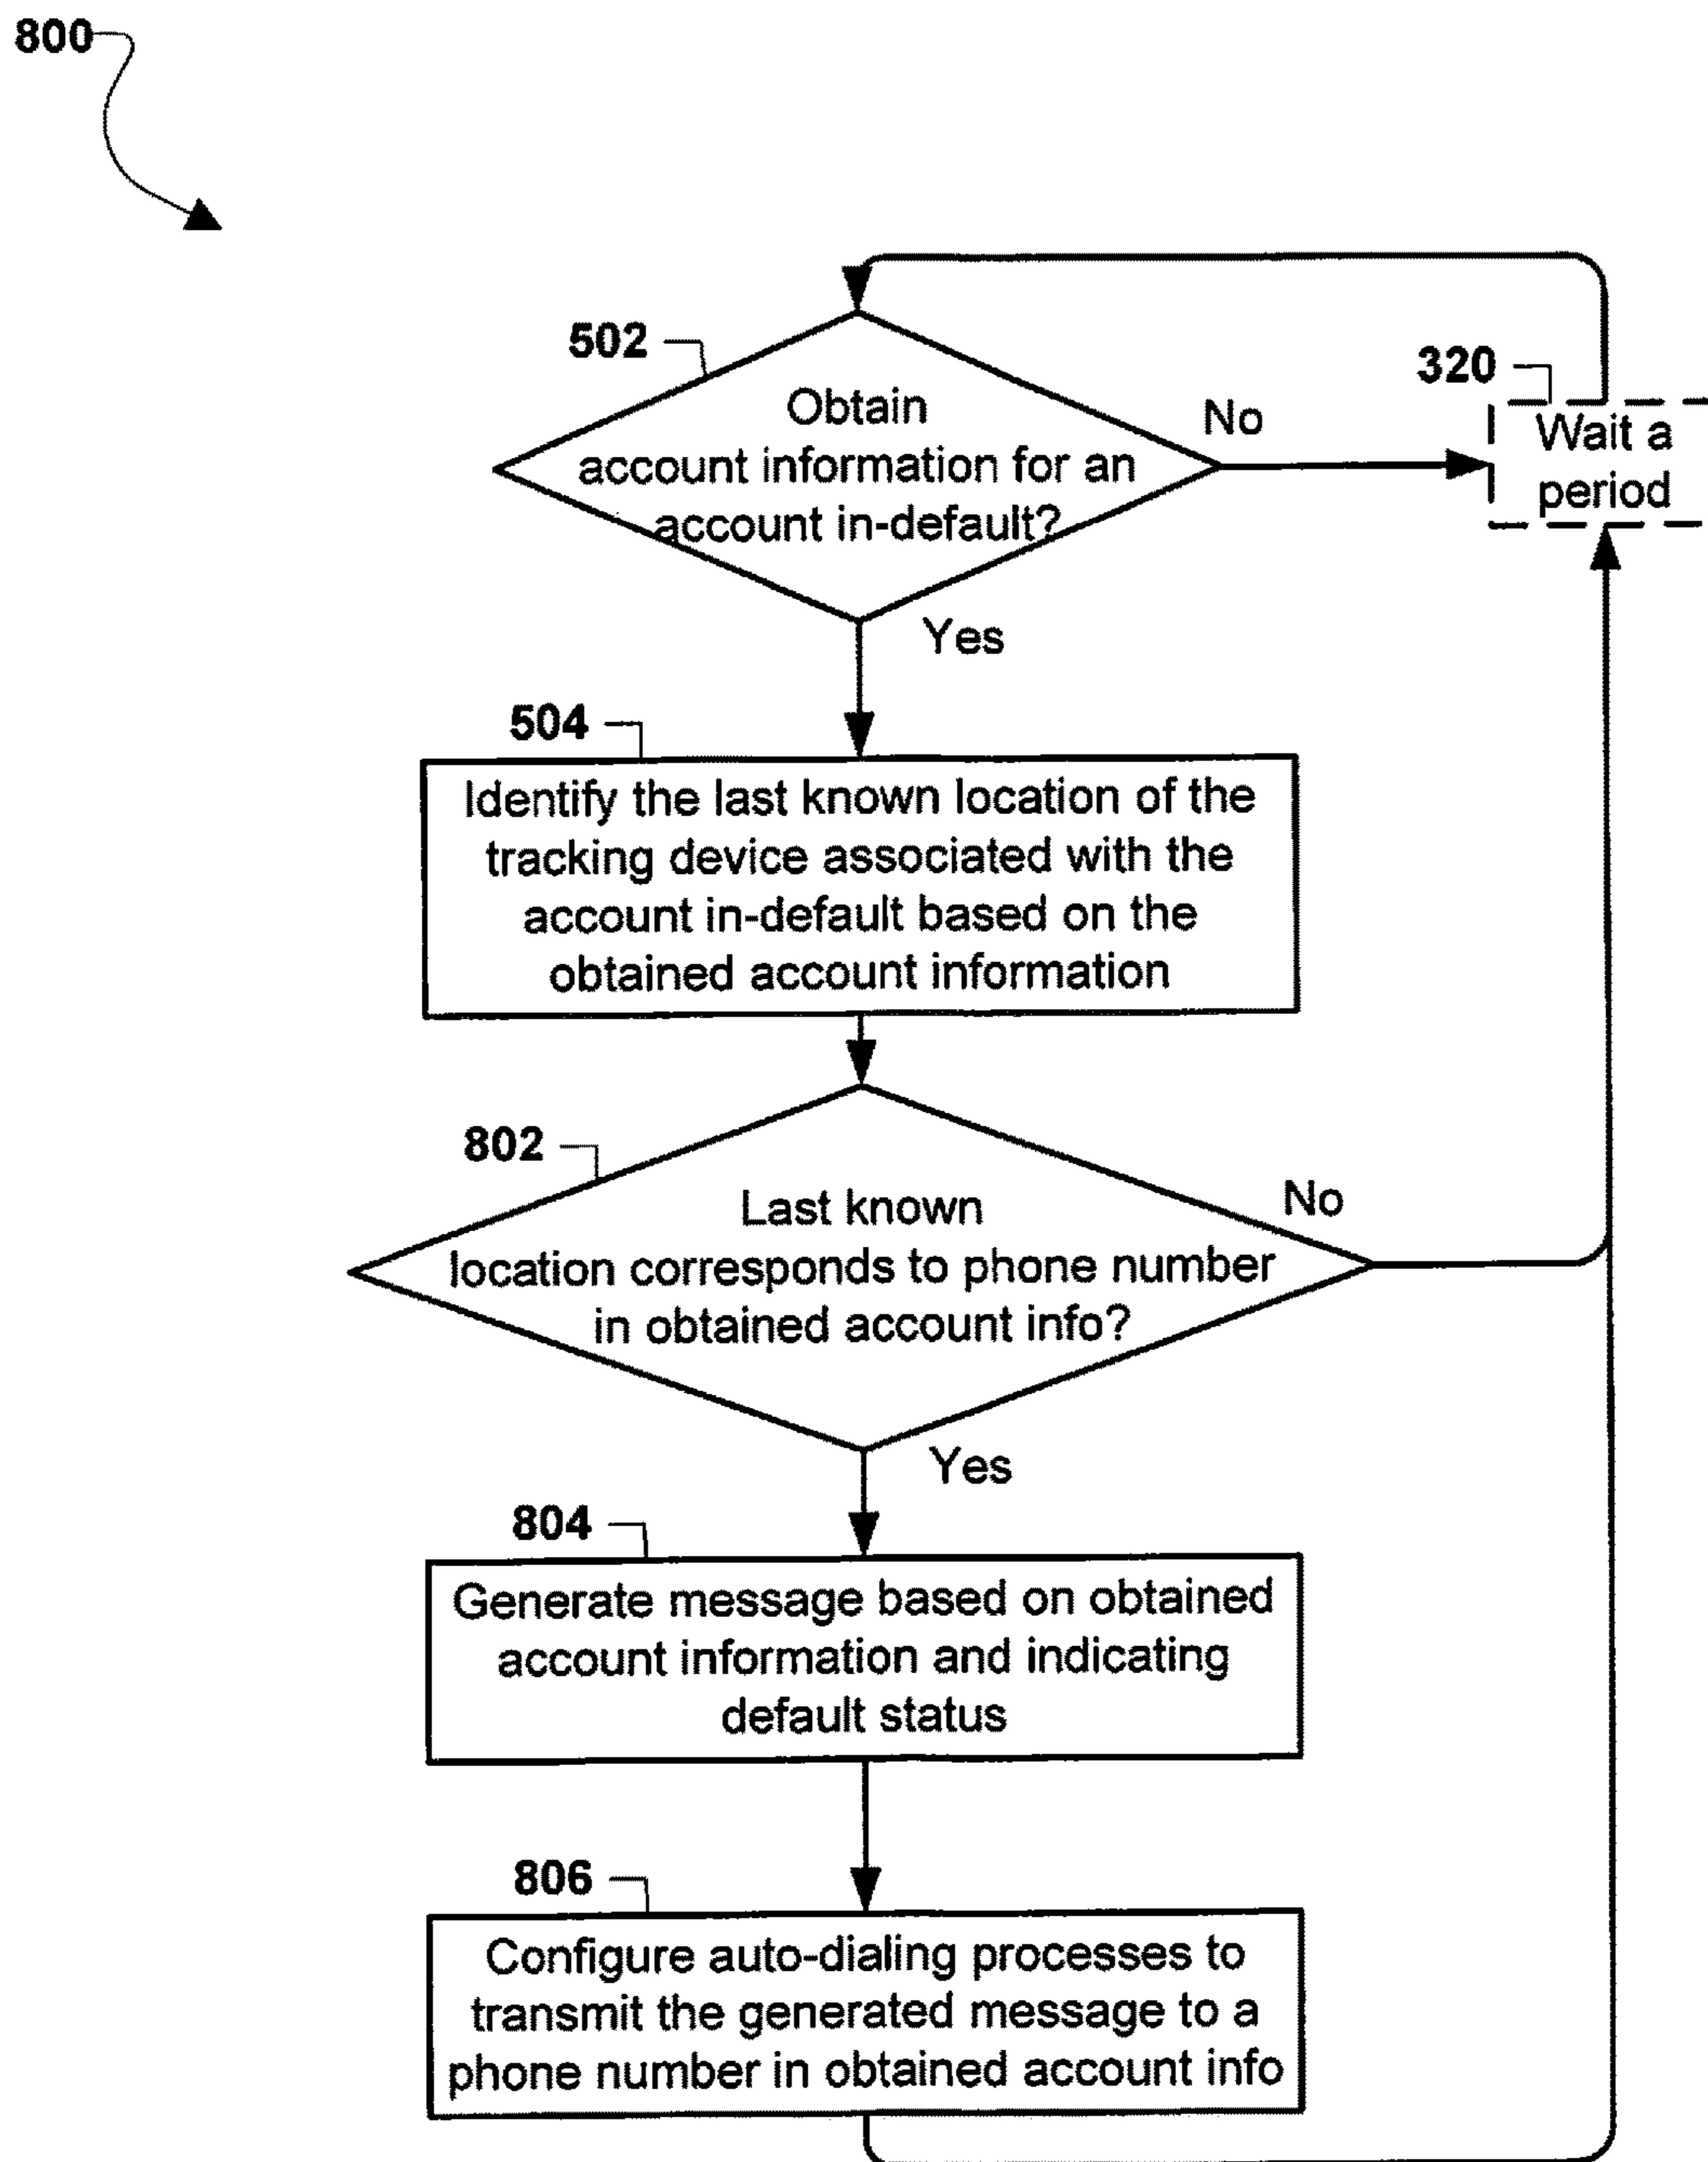 800
502
Obtain
account information for an
account in-default?
No
320
Wait a
period
Yes
504
Identify the last known location of the
tracking device associated with the
account in-default based on the
obtained account information
802
Last known
location corresponds to phone number
in obtained account info?
No
Yes
804
Generate message based on obtained
account information and indicating
default status
806
Configure auto-dialing processes to
transmit the generated message to a
phone number in obtained account info